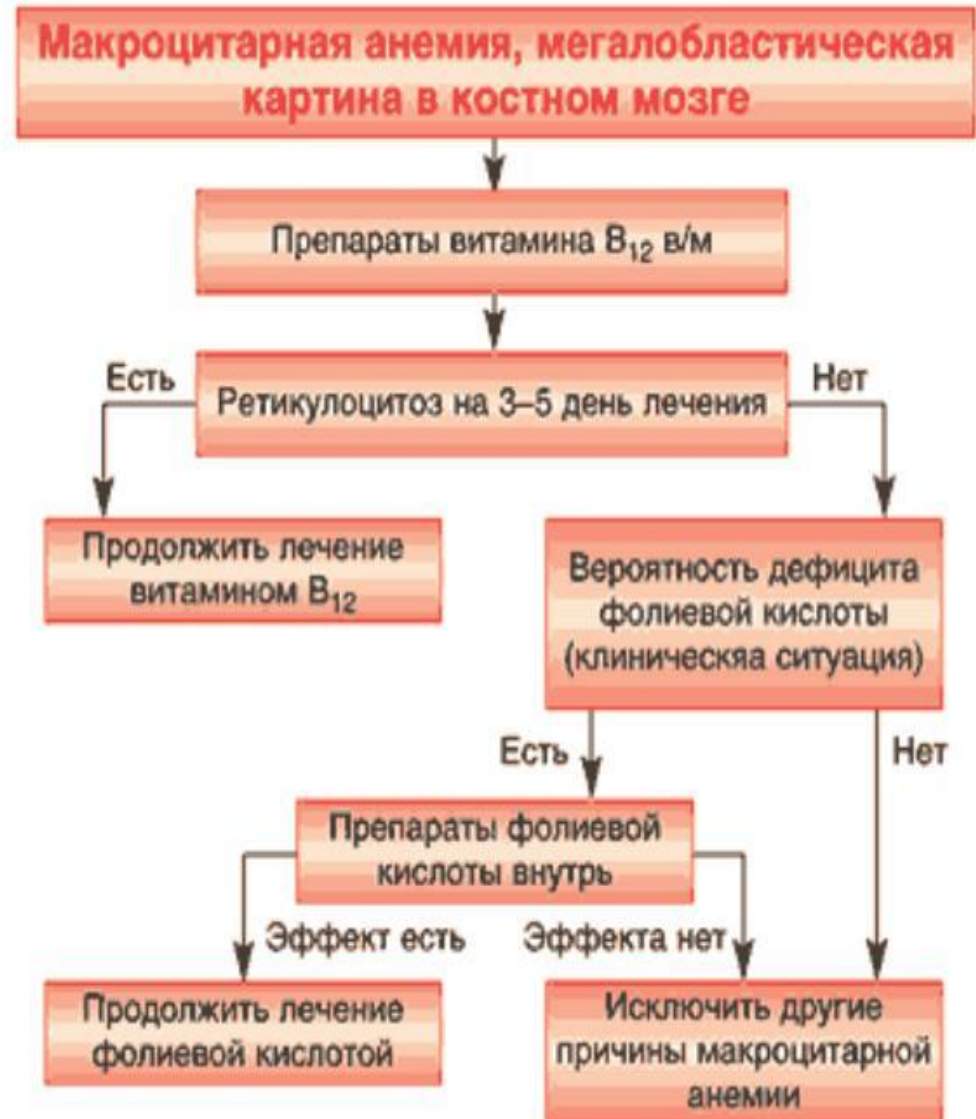 Макроцитарная анемия, мегалобластическая
картина в костном мозге
Препараты витамина B₁₂ в/м
Есть
Нет
Ретикулоцитоз на 3–5 день лечения
Продолжить лечение
витамином B₁₂
Вероятность дефицита
фолиевой кислоты
(клиническяа ситуация)
Есть
Нет
Препараты фолиевой
кислоты внутрь
Эффект есть
Эффекта нет
Продолжить лечение
фолиевой кислотой
Исключить другие
причины макроцитарной
анемии